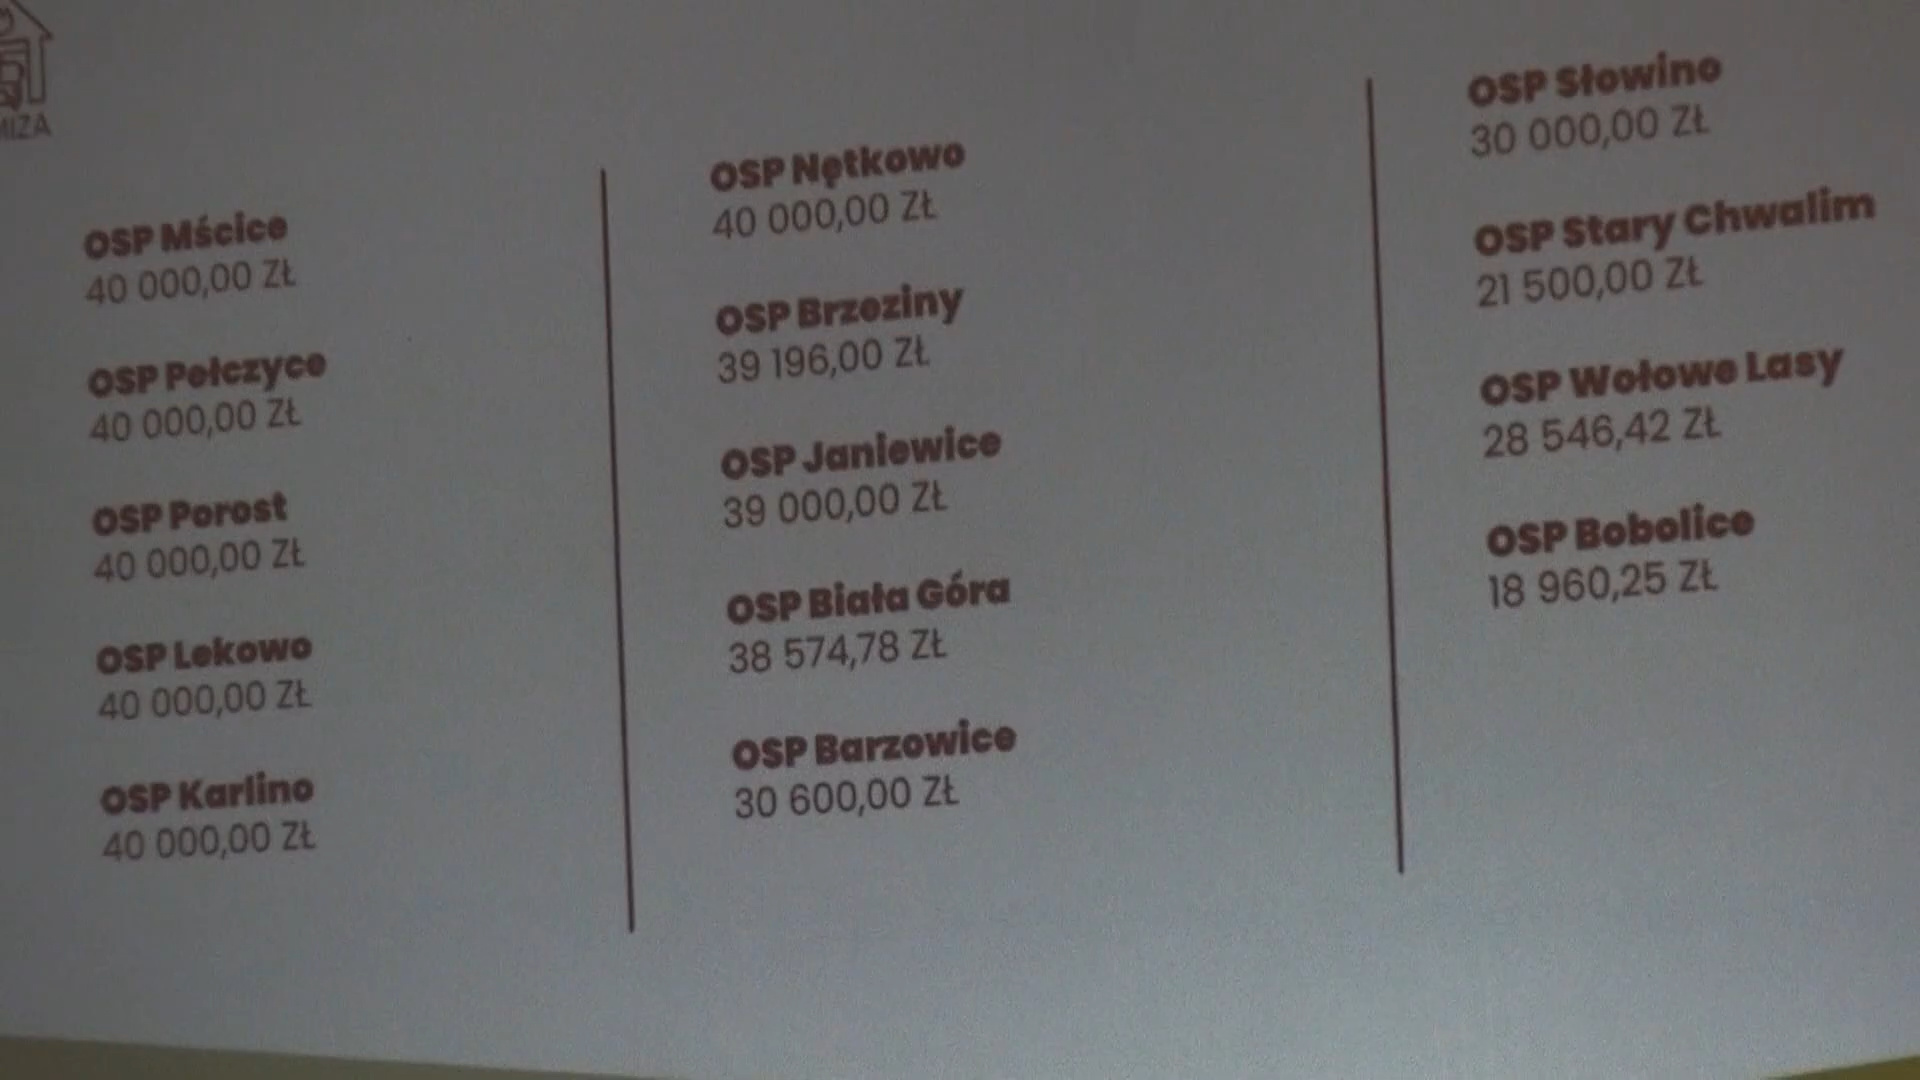 OSP Mścice
40 000,00 ZŁ
OSP Pełczyce
40 000,00 ZŁ
OSP Porost
40 000,00 ZŁ
OSP Lekowo
40 000,00 ZŁ
OSP Karlino
40 000,00 ZŁ
OSP Nętkowo
40 000,00 ZŁ
OSP Brzeziny
39 196,00 ZŁ
OSP Janiewice
39 000,00 ZŁ
OSP Biała Góra
38 574,78 ZŁ
OSP Barzowice
30 600,00 ZŁ
OSP Słowino
30 000,00 ZŁ
OSP Stary Chwalim
21 500,00 ZŁ
OSP Wołowe Lasy
28 546,42 ZŁ
OSP Bobolice
18 960,25 ZŁ